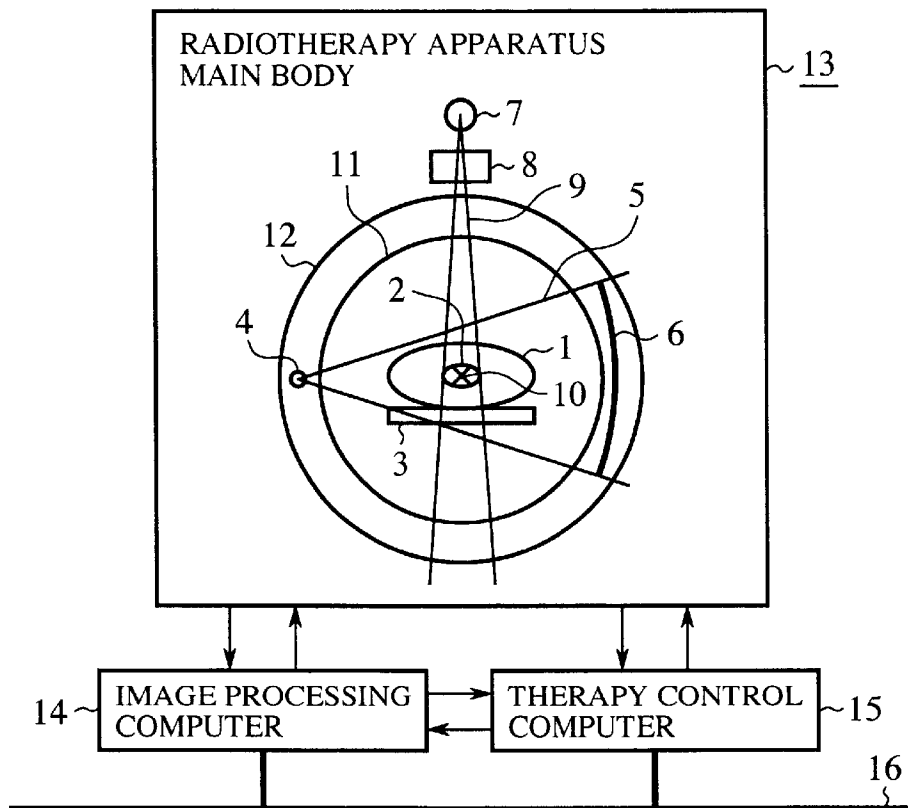 RADIOTHERAPY APPARATUS
MAIN BODY
13
7
8
11
9
5
12
2
4
1
6
10
3
14
IMAGE PROCESSING
COMPUTER
THERAPY CONTROL
COMPUTER
15
16